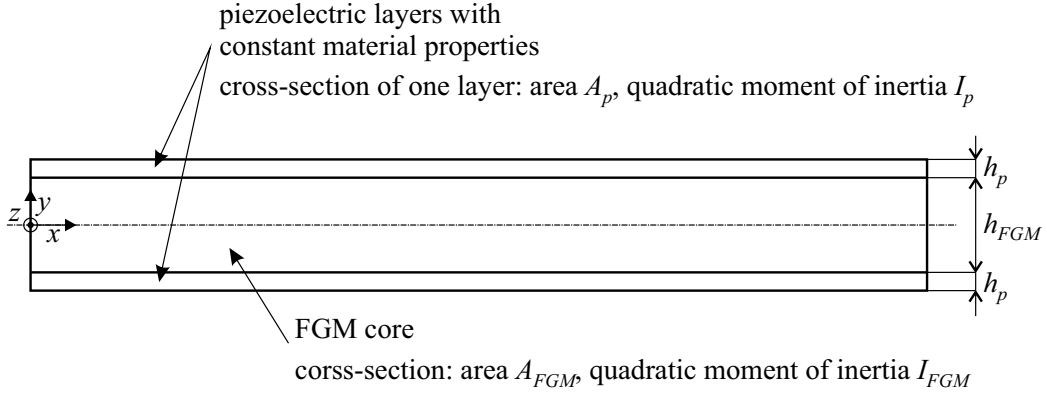 piezoelectric layers with
constant material properties
cross-section of one layer: area A_p, quadratic moment of inertia I_p
h_p
z
y
x
h_FGM
h_p
FGM core
corss-section: area A_FGM, quadratic moment of inertia I_FGM